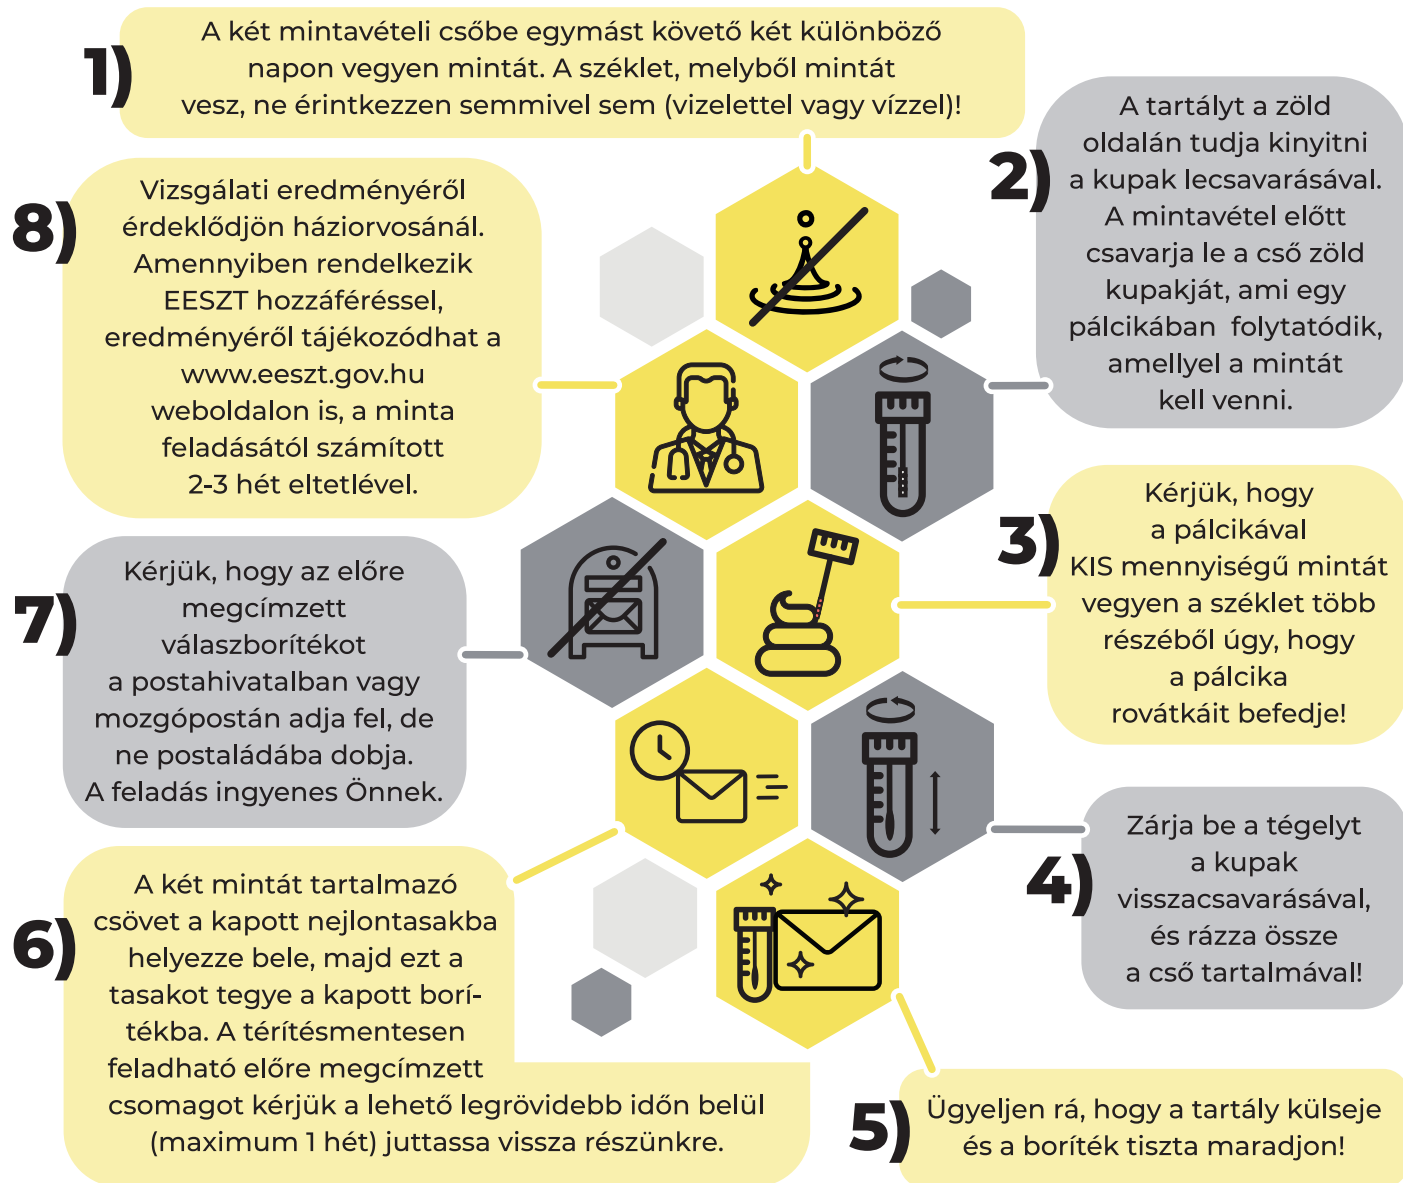 1)
A két mintavételi csőbe egymást követő két különböző
napon vegyen mintát. A széklet, melyből mintát
vesz, ne érintkezzen semmivel sem (vizelettel vagy vízzel)!
2)
A tartályt a zöld
oldalán tudja kinyitni
a kupak lecsavarásával.
A mintavétel előtt
csavarja le a cső zöld
kupakját, ami egy
pálcikában folytatódik,
amellyel a mintát
kell venni.
3)
Kérjük, hogy
a pálcikával
KIS mennyiségű mintát
vegyen a széklet több
részéből úgy, hogy
a pálcika
rovátkáit befedje!
4)
Zárja be a tégelyt
a kupak
visszacsavarásával,
és rázza össze
a cső tartalmával!
5)
Ügyeljen rá, hogy a tartály külseje
és a boríték tiszta maradjon!
6)
A két mintát tartalmazó
csövet a kapott nejlontasakba
helyezze bele, majd ezt a
tasakot tegye a kapott borí-
tékba. A térítésmentesen
feladható előre megcímzett
csomagot kérjük a lehető legrövidebb időn belül
(maximum 1 hét) juttassa vissza részünkre.
7)
Kérjük, hogy az előre
megcímzett
válaszborítékot
a postahivatalban vagy
mozgópostán adja fel, de
ne postaládába dobja.
A feladás ingyenes Önnek.
8)
Vizsgálati eredményéről
érdeklődjön háziorvosánál.
Amennyiben rendelkezik
EESZT hozzáféréssel,
eredményéről tájékozódhat a
www.eeszt.gov.hu
weboldalon is, a minta
feladásától számított
2-3 hét eltetlével.